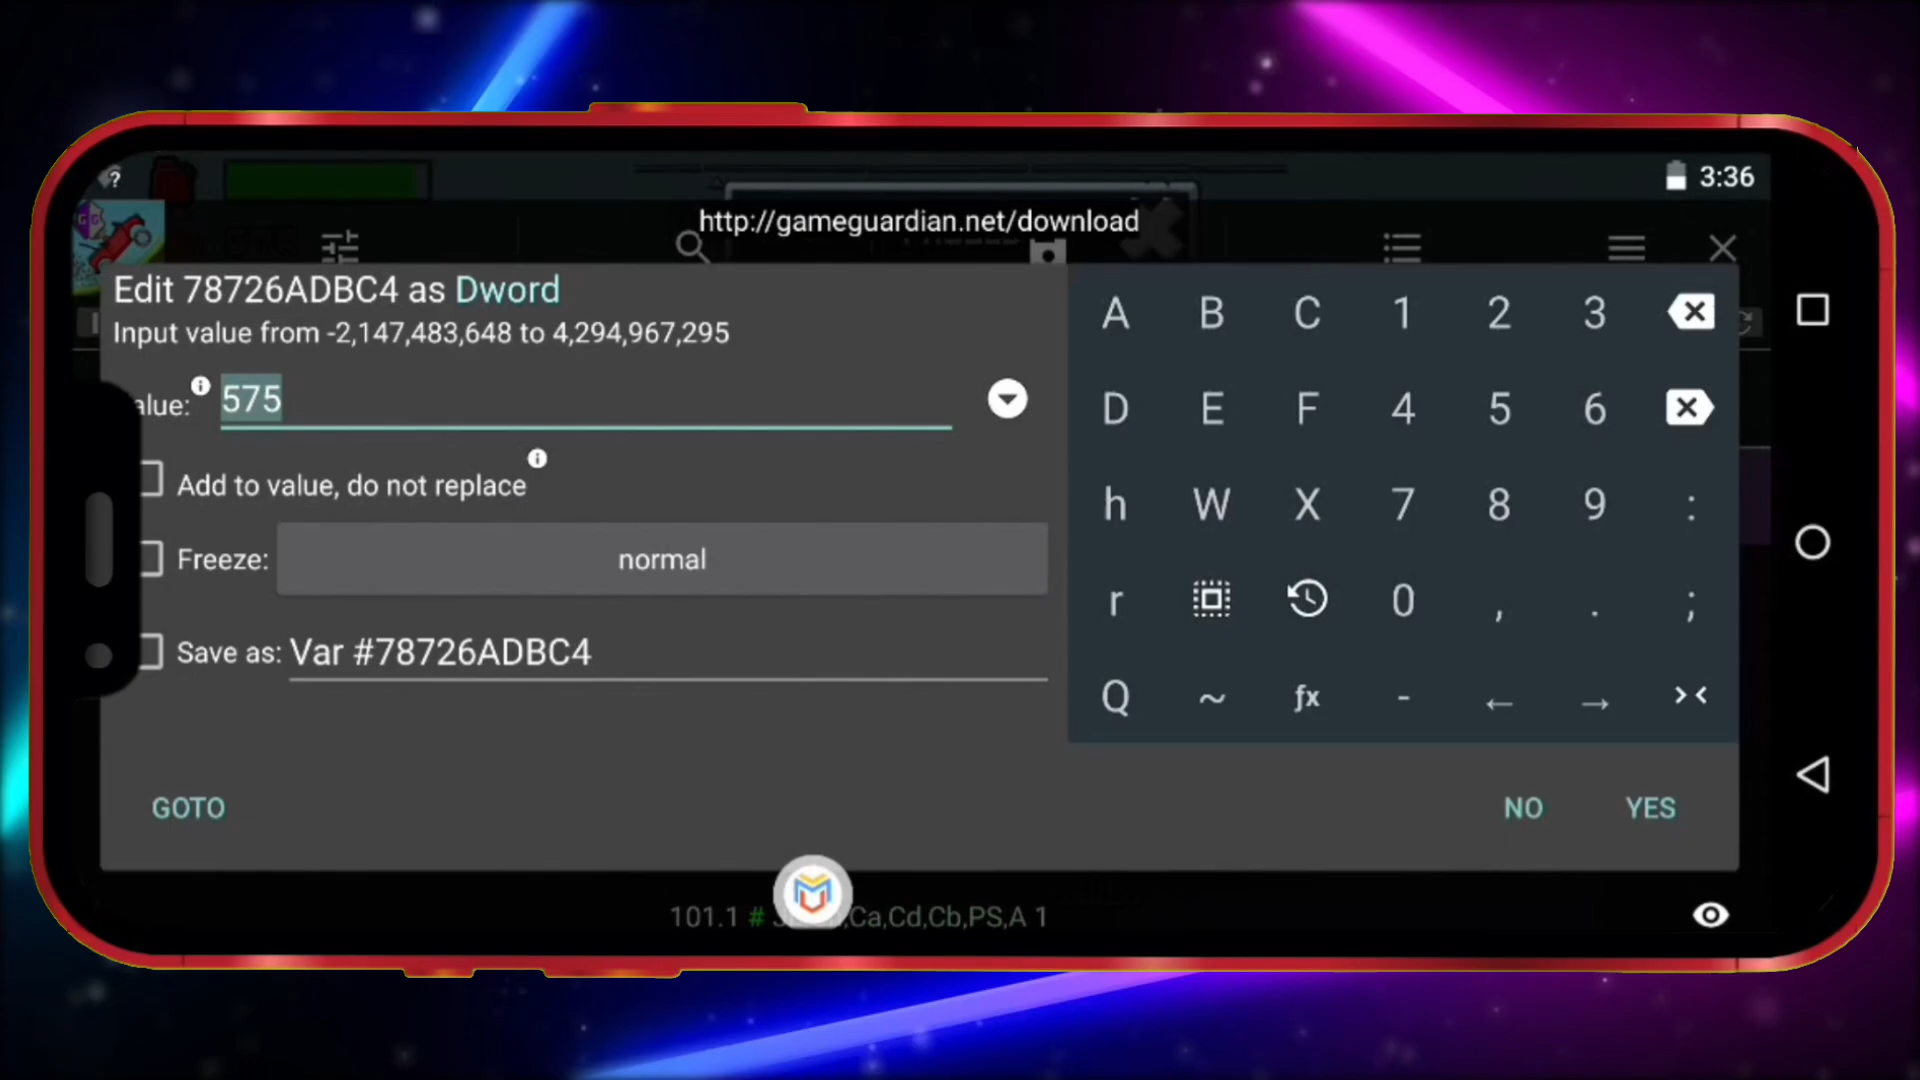 ?
3:36
http://gameguardian.net/download
Edit 78726ADBC4 as Dword
Input value from -2,147,483,648 to 4,294,967,295
alue: 575
Add to value, do not replace
Freeze: normal
Save as: Var #78726ADBC4
A B C 1 2 3
D E F 4 5 6
h W X 7 8 9 :
r 0 , . ;
Q ~ ƒx - ← → ><
GOTO NO YES
101.1 # Ca,Cd,Cb,PS,A 1